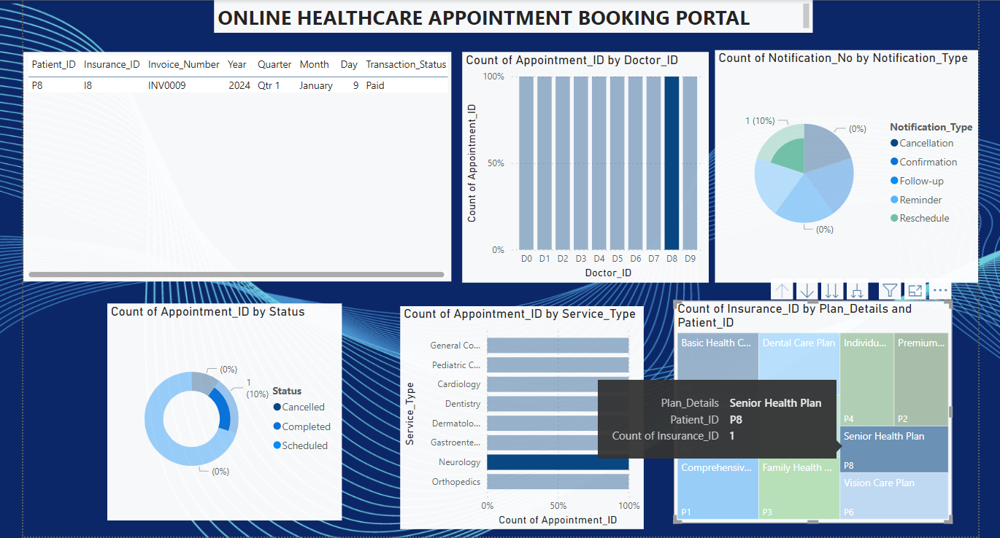 ONLINE HEALTHCARE APPOINTMENT BOOKING PORTAL
Patient_ID Insurance_ID Invoice_Number Year Quarter Month Day Transaction_Status
P8 I8 INV0009 2024 Qtr 1 January 9 Paid
Count of Appointment_ID by Doctor_ID
Count of Appointment_ID
100%
50%
0%
D0 D1 D2 D3 D4 D5 D6 D7 D8 D9
Doctor_ID
Count of Notification_No by Notification_Type
1 (10%)
(0%)
(0%)
Notification_Type
Cancellation
Confirmation
Follow-up
Reminder
Reschedule
Count of Appointment_ID by Status
(0%)
1
(10%)
(0%)
Status
Cancelled
Completed
Scheduled
Count of Appointment_ID by Service_Type
Service_Type
General Co...
Pediatric C...
Cardiology
Dentistry
Dermatolo...
Gastroente...
Neurology
Orthopedics
0% 50% 100%
Count of Appointment_ID
Count of Insurance_ID by Plan_Details and
Patient_ID
Basic Health C...
Dental Care Plan
Individu...
P4
Premium...
P2
Plan_Details Senior Health Plan
Patient_ID P8
Count of Insurance_ID 1
Senior Health Plan
P8
Comprehensiv...
P1
Family Health ...
P3
Vision Care Plan
P6